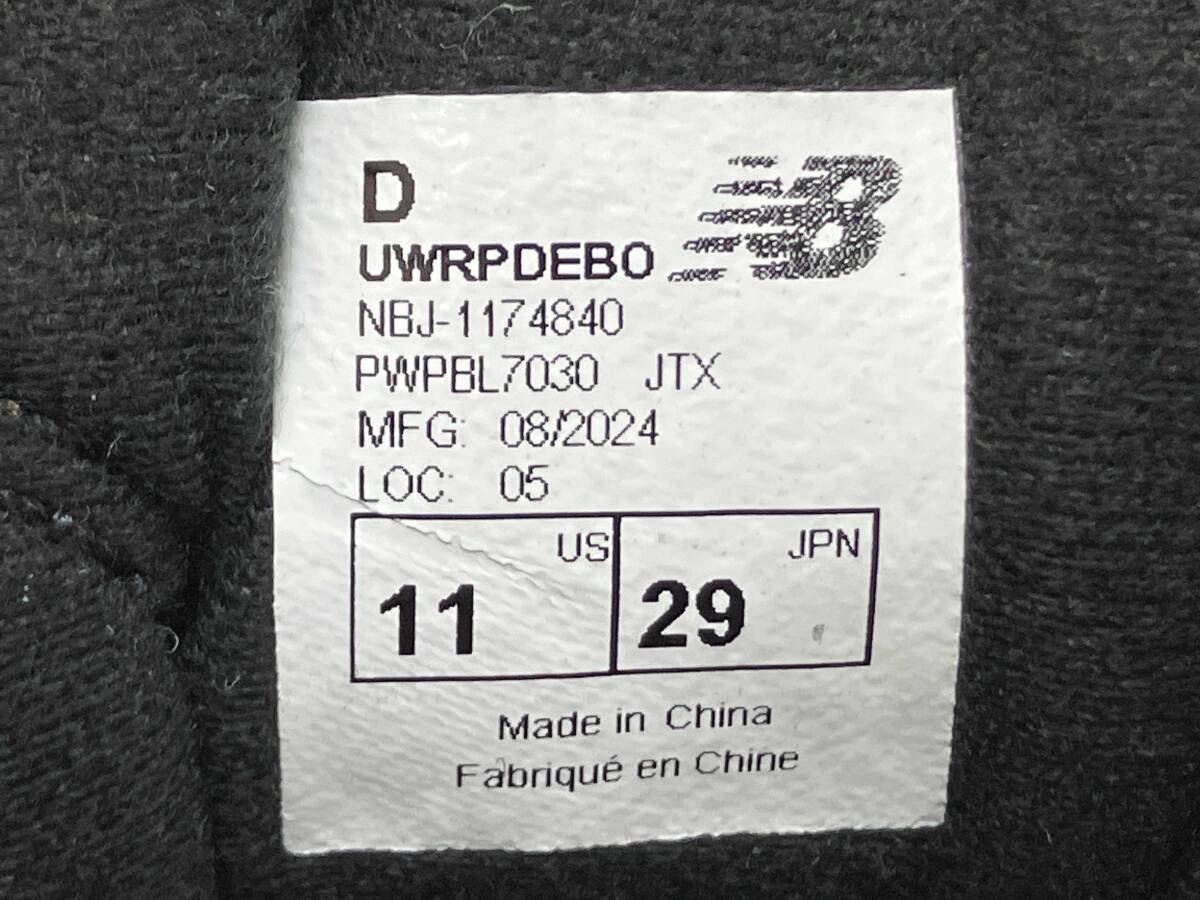 D
UWRPDEBO
NBJ-1174840
PWPBL7030 JTX
MFG: 08/2024
LOC: 05
US JPN
11 29
Made in China
Fabriqué en Chine